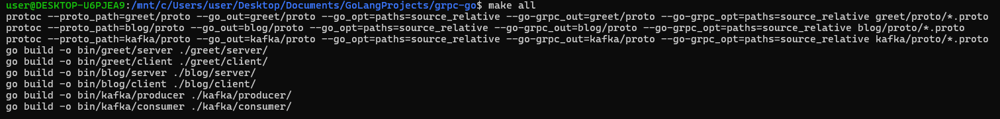 user@DESKTOP-U6PJEA9:/mnt/c/Users/user/Desktop/Documents/GoLangProjects/grpc-go$ make all
protoc --proto_path=greet/proto --go_out=greet/proto --go_opt=paths=source_relative --go-grpc_out=greet/proto --go-grpc_opt=paths=source_relative greet/proto/*.proto
protoc --proto_path=blog/proto --go_out=blog/proto --go_opt=paths=source_relative --go-grpc_out=blog/proto --go-grpc_opt=paths=source_relative blog/proto/*.proto
protoc --proto_path=kafka/proto --go_out=kafka/proto --go_opt=paths=source_relative --go-grpc_out=kafka/proto --go-grpc_opt=paths=source_relative kafka/proto/*.proto
go build -o bin/greet/server ./greet/server/
go build -o bin/greet/client ./greet/client/
go build -o bin/blog/server ./blog/server/
go build -o bin/blog/client ./blog/client/
go build -o bin/kafka/producer ./kafka/producer/
go build -o bin/kafka/consumer ./kafka/consumer/